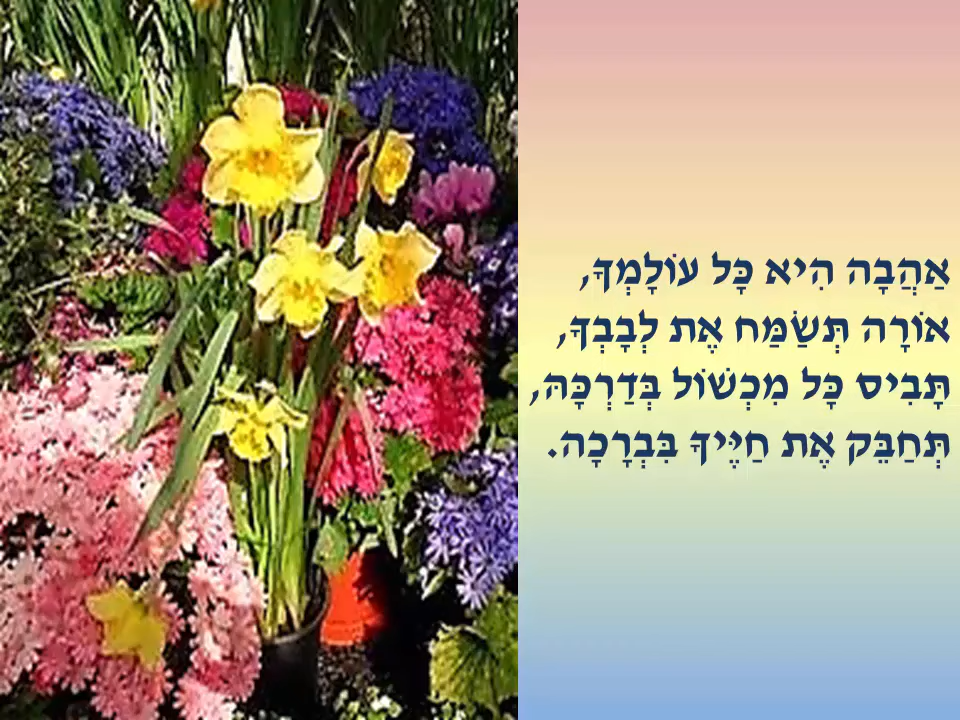 אַהֲבָה הִיא כָּל עוֹלָמְךָּ,
אוֹרָה תְּשַׂמַּח אֶת לְבָבְךָּ,
תָּבִיס כָּל מִכְשׁוֹל בְּדַרְכָּהּ,
תְּחַבֵּק אֶת חַיֶּיךָ בִּבְרָכָה.